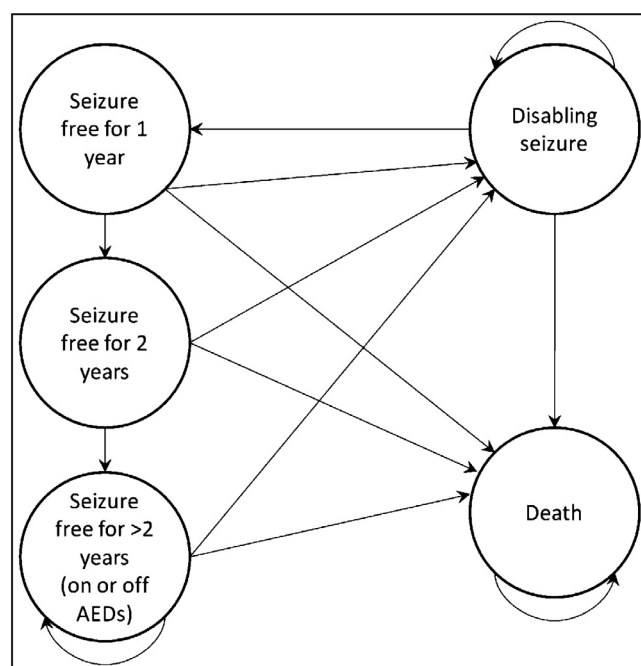 Seizure
free for 1
year
Disabling
seizure
Seizure
free for 2
years
Seizure
free for >2
years
(on or off
AEDs)
Death